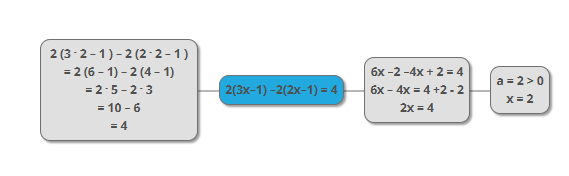 2 (3 · 2 – 1 ) – 2 (2 · 2 – 1 )
= 2 (6 – 1) – 2 (4 – 1)
= 2 · 5 – 2 · 3
= 10 – 6
= 4
2(3x–1) –2(2x–1) = 4
6x –2 –4x + 2 = 4
6x – 4x = 4 +2 - 2
2x = 4
a = 2 > 0
x = 2